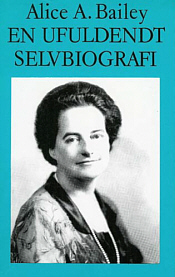 Alice A. Bailey
EN UFULDENDT
SELVBIOGRAFI